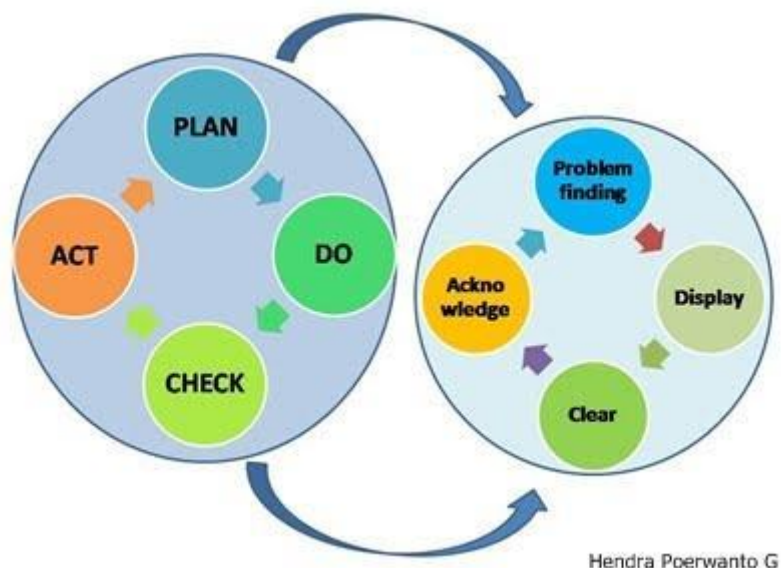 PLAN
DO
CHECK
ACT
Problem
finding
Display
Clear
Ackno
wledge
Hendra Poerwanto G